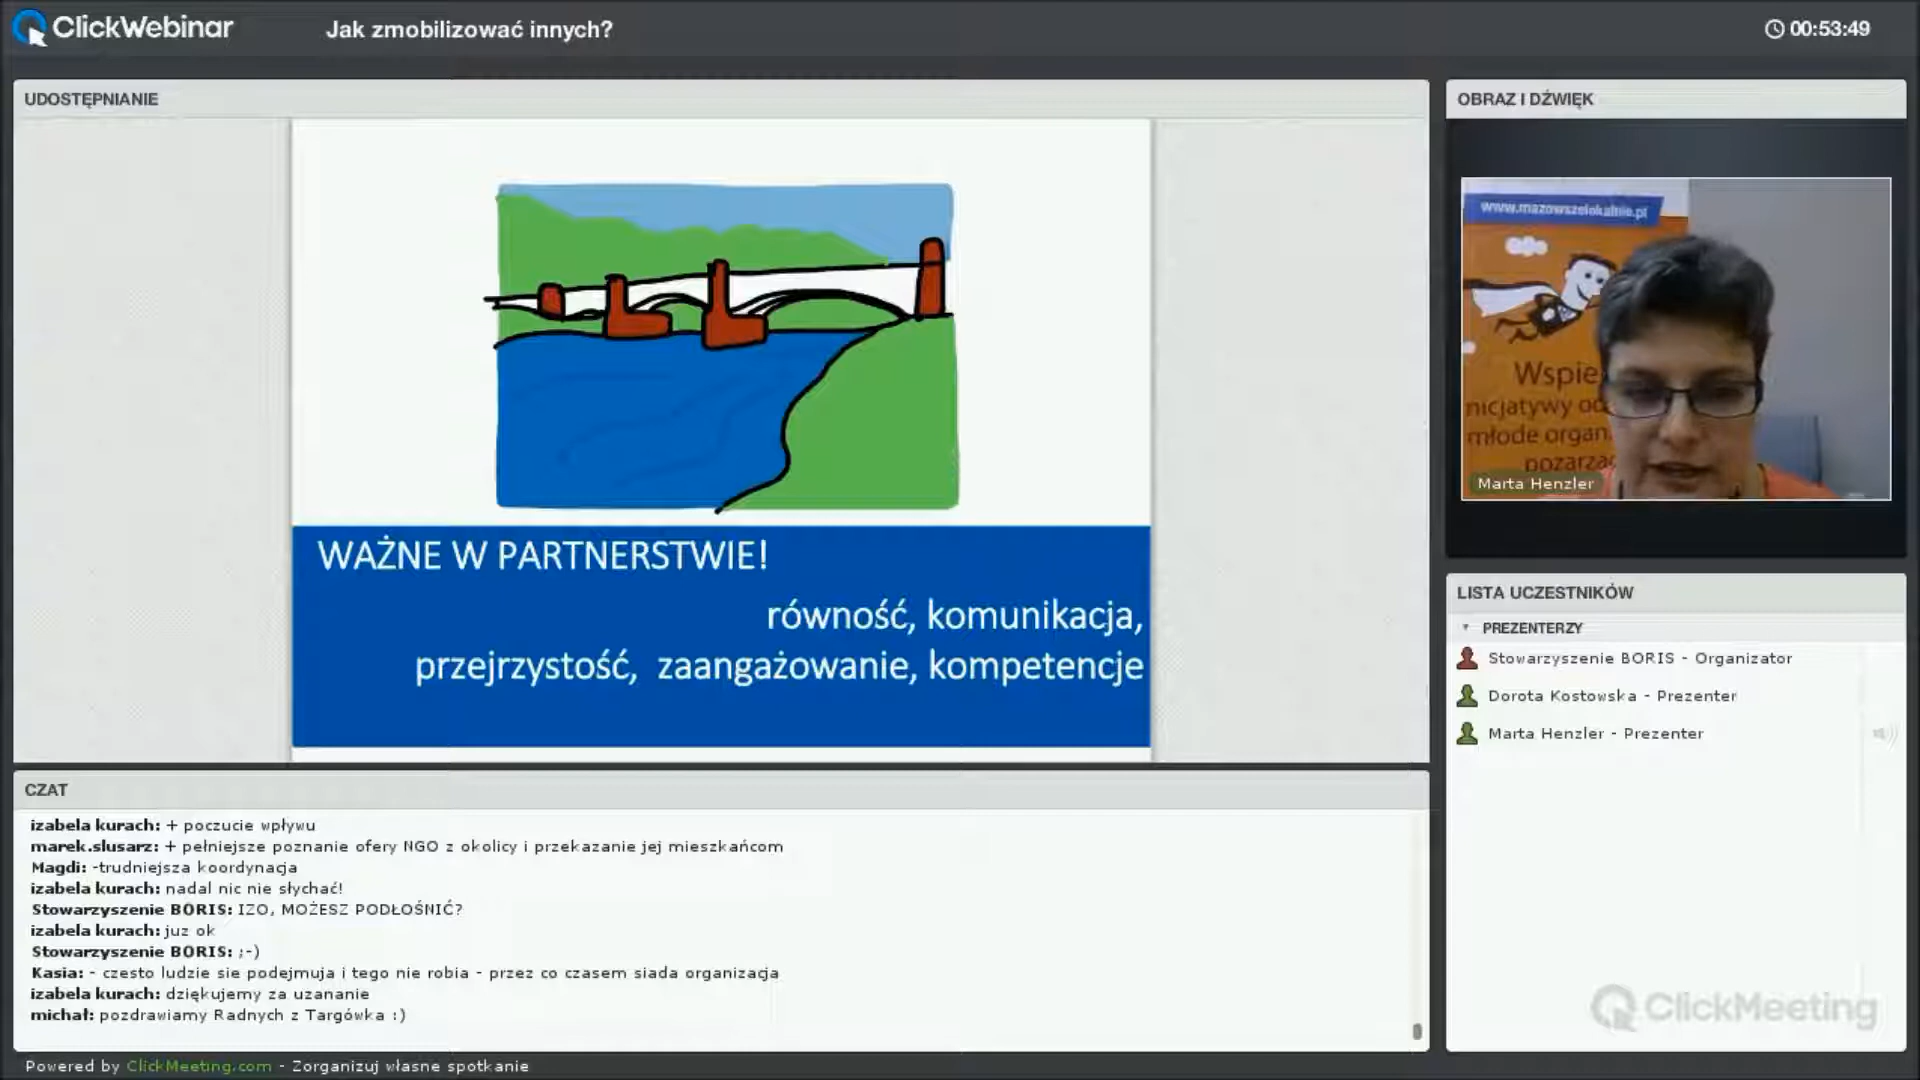 ClickWebinar
Jak zmobilizować innych?
00:53:49
UDOSTĘPNIANIE
WAŻNE W PARTNERSTWIE!
równość, komunikacja,
przejrzystość, zaangażowanie, kompetencje
OBRAZ I DŹWIĘK
www.mazowszelokalnie.pl
Wspie
nicjatywy od
młode organ
pozarzą
Marta Henzler
LISTA UCZESTNIKÓW
PREZENTERZY
Stowarzyszenie BORIS - Organizator
Dorota Kostowska - Prezenter
Marta Henzler - Prezenter
CZAT
izabela kurach: + poczucie wpływu
marek.slusarz: + pełniejsze poznanie ofery NGO z okolicy i przekazanie jej mieszkańcom
Magdi: -trudniejsza koordynacja
izabela kurach: nadal nic nie słychać!
Stowarzyszenie BORIS: IZO, MOŻESZ PODŁOŚNIĆ?
izabela kurach: juz ok
Stowarzyszenie BORIS: ;-)
Kasia: - czesto ludzie sie podejmuja i tego nie robia - przez co czasem siada organizacja
izabela kurach: dziękujemy za uzananie
michał: pozdrawiamy Radnych z Targówka :)
ClickMeeting
Powered by ClickMeeting.com - Zorganizuj własne spotkanie